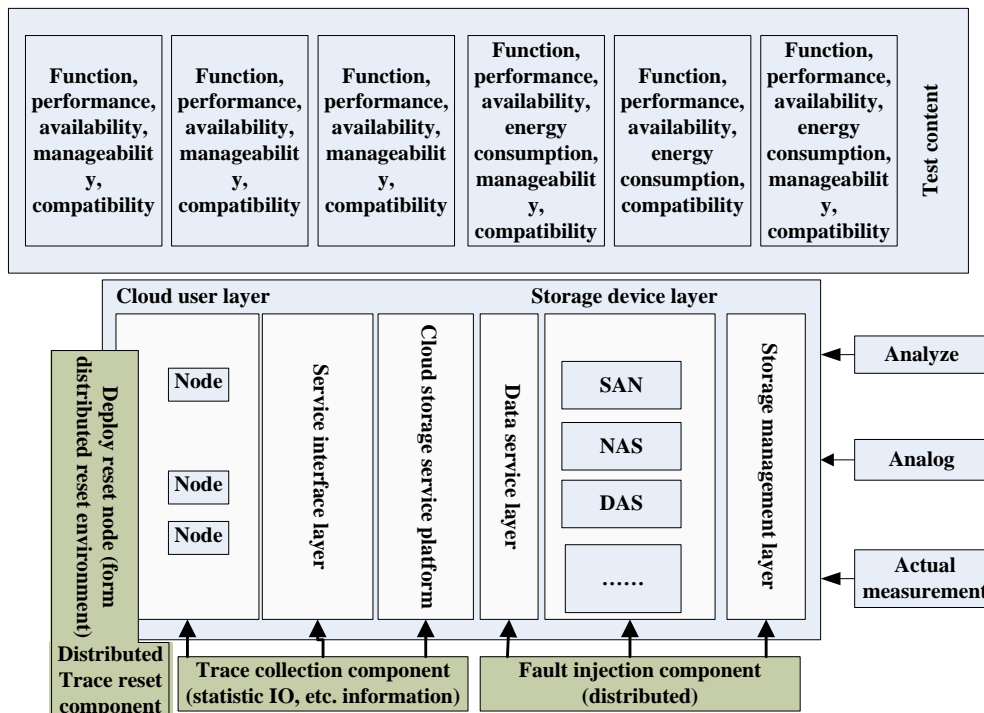 Function,
performance,
availability,
manageabilit
y,
compatibility
Function,
performance,
availability,
manageabilit
y,
compatibility
Function,
performance,
availability,
manageabilit
y,
compatibility
Function,
performance,
availability,
energy
consumption,
manageabilit
y,
compatibility
Function,
performance,
availability,
energy
consumption,
compatibility
Function,
performance,
availability,
energy
consumption,
manageabilit
y,
compatibility
Test content
Cloud user layer
Storage device layer
Deploy reset node (form
distributed reset environment)
Node
Node
Node
Service interface layer
Cloud storage service platform
Data service layer
SAN
NAS
DAS
……
Storage management layer
Analyze
Analog
Actual
measurement
Distributed
Trace reset
component
Trace collection component
(statistic IO, etc. information)
Fault injection component
(distributed)